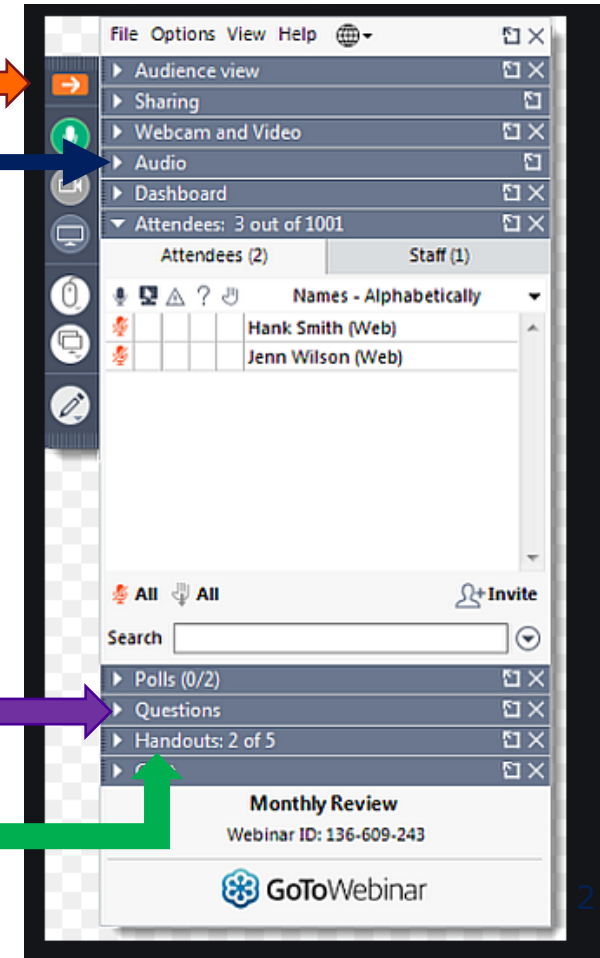 File Options View Help
Audience view
Sharing
Webcam and Video
Audio
Dashboard
Attendees: 3 out of 1001
Attendees (2) Staff (1)
Names - Alphabetically
Hank Smith (Web)
Jenn Wilson (Web)
All All Invite
Search
Polls (0/2)
Questions
Handouts: 2 of 5
Monthly Review
Webinar ID: 136-609-243
GoToWebinar
2